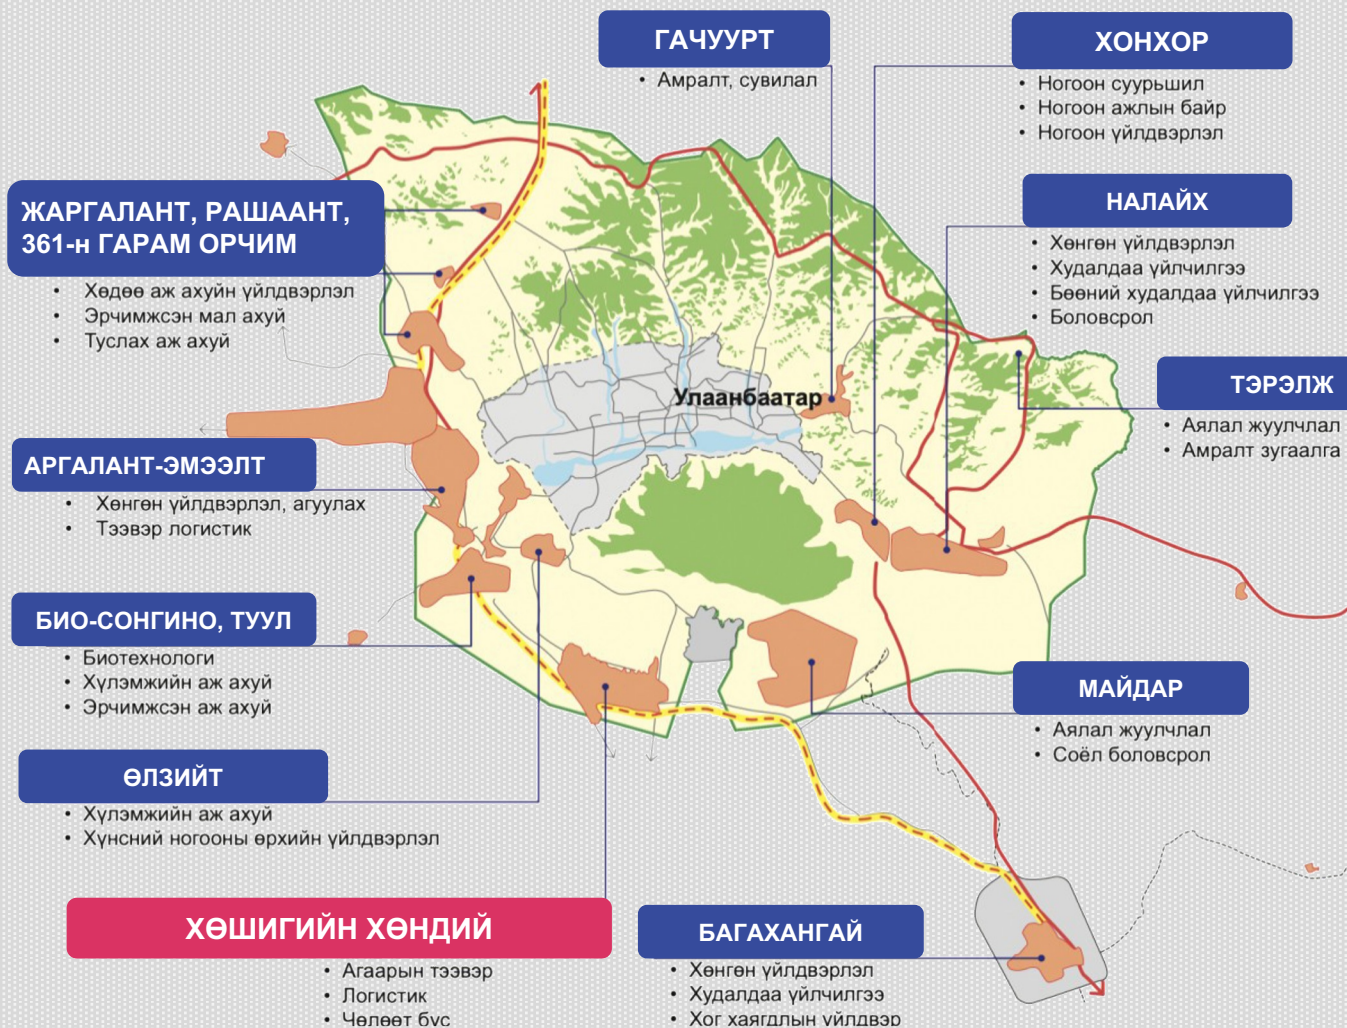 ГАЧУУРТ
• Амралт, сувилал
ХОНХОР
• Ногоон суурьшил
• Ногоон ажлын байр
• Ногоон үйлдвэрлэл
ЖАРГАЛАНТ, РАШААНТ,
361-н ГАРАМ ОРЧИМ
• Хөдөө аж ахуйн үйлдвэрлэл
• Эрчимжсэн мал ахуй
• Туслах аж ахуй
НАЛАЙХ
• Хөнгөн үйлдвэрлэл
• Худалдаа үйлчилгээ
• Бөөний худалдаа үйлчилгээ
• Боловсрол
Улаанбаатар
ТЭРЭЛЖ
• Аялал жуулчлал
• Амралт зугаалга
АРГАЛАНТ-ЭМЭЭЛТ
• Хөнгөн үйлдвэрлэл, агуулах
• Тээвэр логистик
БИО-СОНГИНО, ТУУЛ
• Биотехнологи
• Хүлэмжийн аж ахуй
• Эрчимжсэн аж ахуй
МАЙДАР
• Аялал жуулчлал
• Соёл боловсрол
ӨЛЗИЙТ
• Хүлэмжийн аж ахуй
• Хүнсний ногооны өрхийн үйлдвэрлэл
ХӨШИГИЙН ХӨНДИЙ
• Агаарын тээвэр
• Логистик
• Чөлөөт бүс
БАГАХАНГАЙ
• Хөнгөн үйлдвэрлэл
• Худалдаа үйлчилгээ
• Хог хаягдлын үйлдвэр